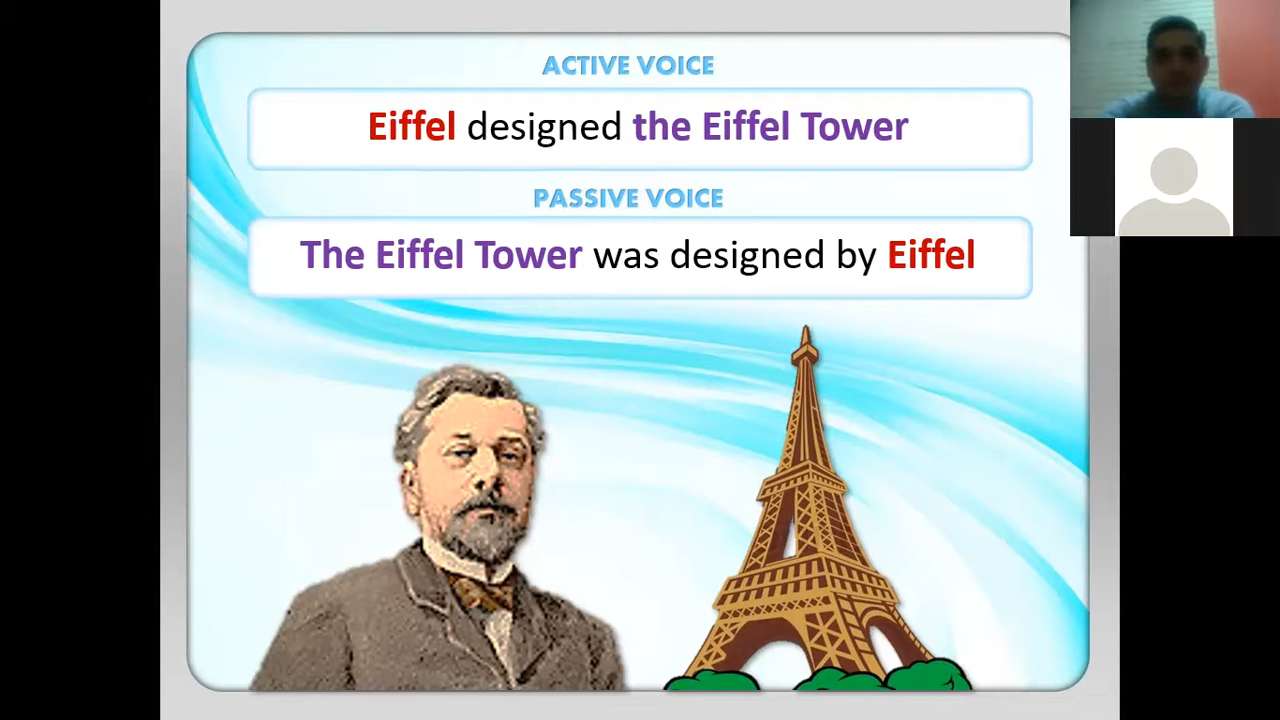 ACTIVE VOICE
Eiffel designed the Eiffel Tower
PASSIVE VOICE
The Eiffel Tower was designed by Eiffel